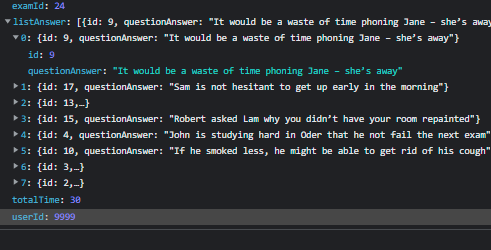 examId: 24
▼listAnswer: [{id: 9, questionAnswer: "It would be a waste of time phoning Jane – she's away
▼0: {id: 9, questionAnswer: "It would be a waste of time phoning Jane – she's away"}
id: 9
questionAnswer: "It would be a waste of time phoning Jane – she's away"
▶1: {id: 17, questionAnswer: "Sam is not hesitant to get up early in the morning"}
▶2: {id: 13,…}
▶3: {id: 15, questionAnswer: "Robert asked Lam why you didn't have your room repainted"}
▶4: {id: 4, questionAnswer: "John is studying hard in Oder that he not fail the next exam"
▶5: {id: 10, questionAnswer: "If he smoked less, he might be able to get rid of his cough"
▶6: {id: 3,…}
▶7: {id: 2,…}
totalTime: 30
userId: 9999